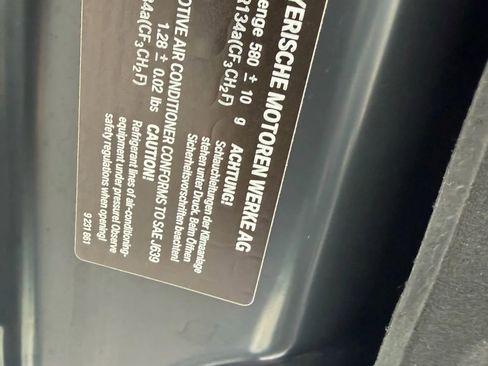 YERISCHE MOTOREN WERKE AG
enge 580 ± 10 g
R134a(CF₃CH₂F)
ACHTUNG!
Schlauchleitungen der Klimaanlage
stehen unter Druck. Beim Öffnen
Sicherheitsvorschriften beachten!
OTIVE AIR CONDITIONER CONFORMS TO SAE J639
1.28 ± 0.02 lbs
34a(CF₃CH₂F)
CAUTION!
Refrigerant lines of air-conditioning-
equipment under pressure! Observe
safety regulations when opening!
9 231 861